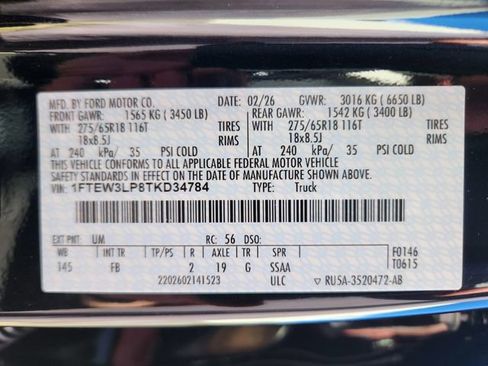 MFD. BY FORD MOTOR CO. DATE: 02/26 GVWR: 3016 KG (6650 LB)
FRONT GAWR: 1565 KG (3450 LB) REAR GAWR: 1542 KG (3400 LB)
WITH 275/65R18 116T TIRES WITH 275/65R18 116T TIRES
18x8.5J RIMS 18x8.5J RIMS
AT 240 kPa/ 35 PSI COLD AT 240 kPa/ 35 PSI COLD
THIS VEHICLE CONFORMS TO ALL APPLICABLE FEDERAL MOTOR VEHICLE
SAFETY STANDARDS IN EFFECT ON THE DATE OF MANUFACTURE SHOWN ABOVE.
VIN: 1FTEW3LP8TKD34784 TYPE: Truck
EXT PNT: UM RC: 56 DSO:
WB INT TR TP/PS R AXLE TR SPR F0146
145 FB 2 19 G SSAA T0615
2202602141523 ULC ▽ RU5A-3520472-AB